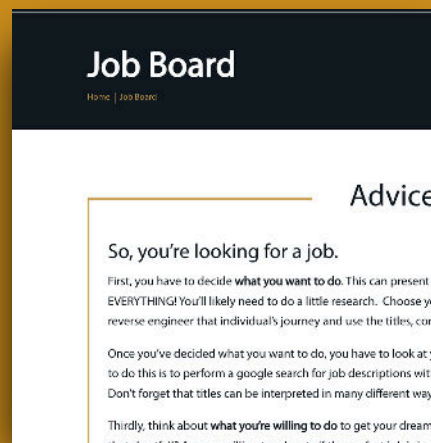 Job Board
Home | Job Board
Advice
So, you're looking for a job.
First, you have to decide what you want to do. This can present
EVERYTHING! You'll likely need to do a little research. Choose
reverse engineer that individual's journey and use the titles,
Once you've decided what you want to do, you have to look at
to do this is to perform a google search for job descriptions
Don't forget that titles can be interpreted in many different
Thirdly, think about what you're willing to do to get your dream